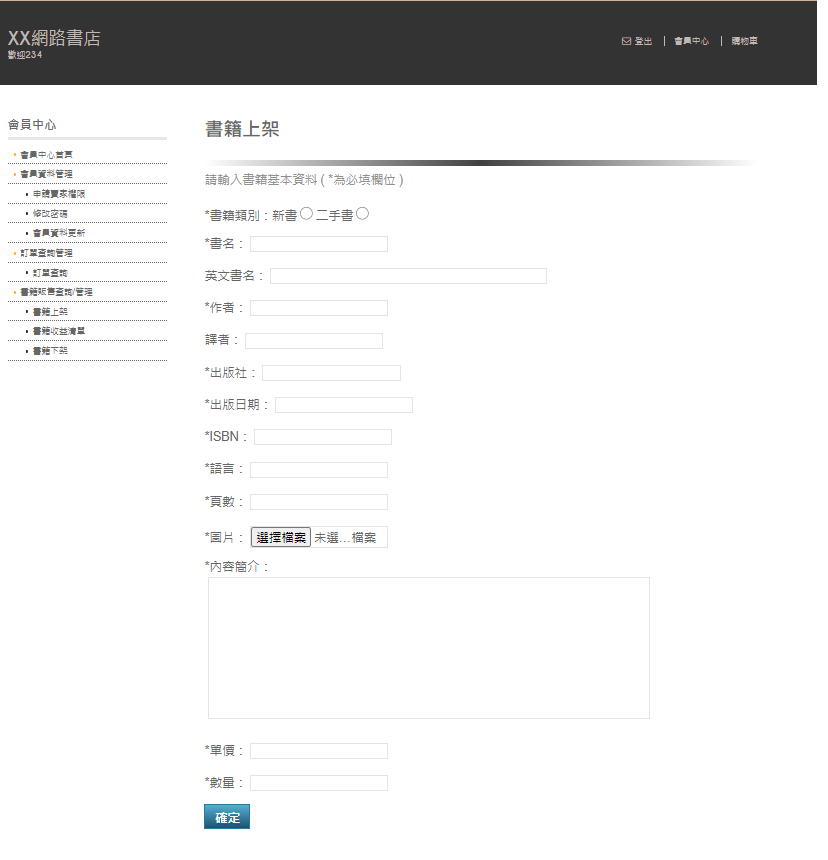 XX網路書店
歡迎234
登出 | 會員中心 | 購物車
會員中心
會員中心首頁
會員資料管理
申請賣家權限
修改密碼
會員資料更新
訂單查詢管理
訂單查詢
書籍販售查詢/管理
書籍上架
書籍收益清單
書籍下架
書籍上架
請輸入書籍基本資料 ( *為必填欄位 )
*書籍類別：新書 二手書
*書名：
英文書名：
*作者：
譯者：
*出版社：
*出版日期：
*ISBN：
*語言：
*頁數：
*圖片： 選擇檔案 未選...檔案
*內容簡介：
*單價：
*數量：
確定